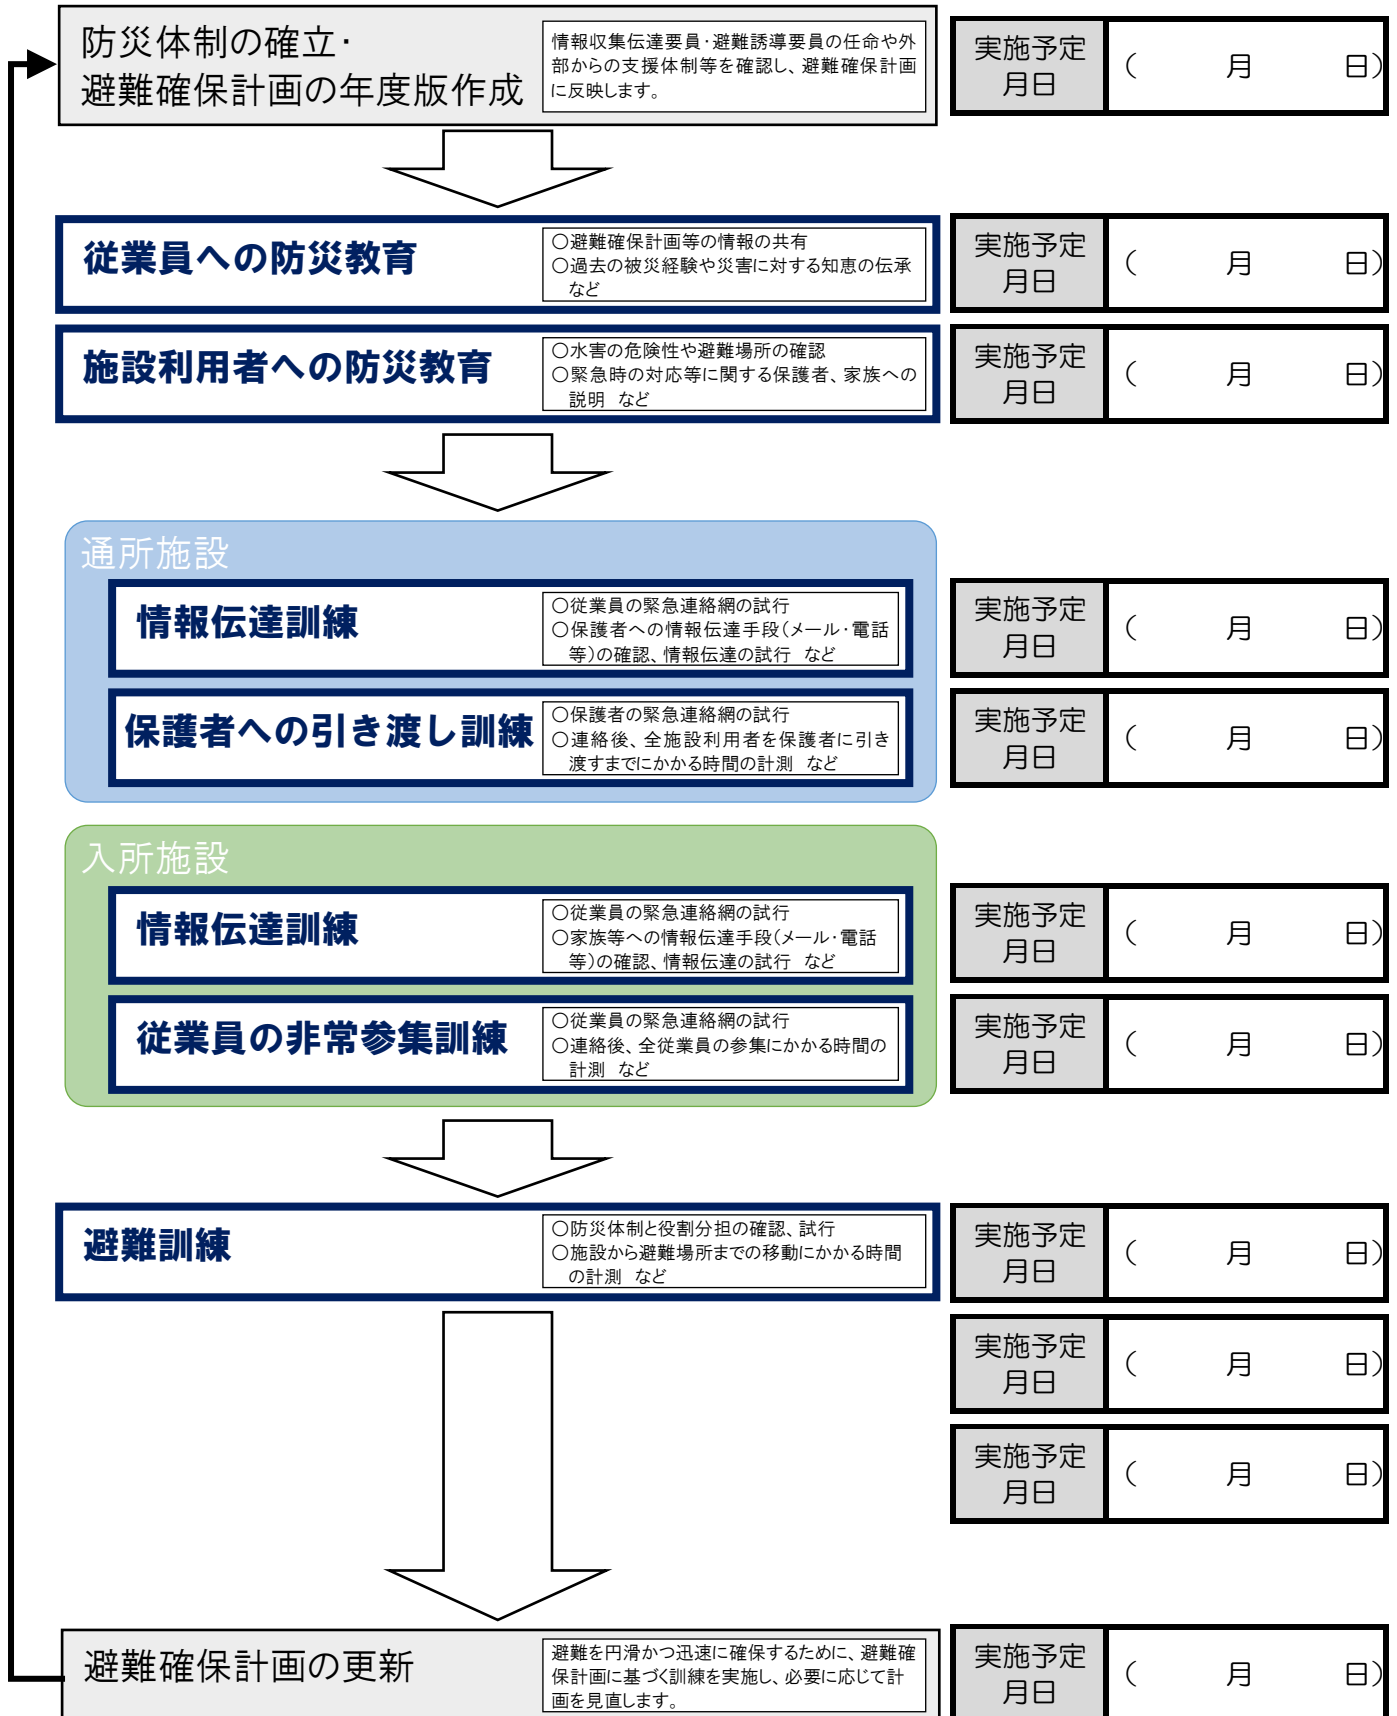 防災体制の確立・
避難確保計画の年度版作成
情報収集伝達要員・避難誘導要員の任命や外
部からの支援体制等を確認し、避難確保計画
に反映します。
実施予定
月日
（　月　日）
従業員への防災教育
〇避難確保計画等の情報の共有
〇過去の被災経験や災害に対する知恵の伝承
など
実施予定
月日
（　月　日）
施設利用者への防災教育
〇水害の危険性や避難場所の確認
〇緊急時の対応等に関する保護者、家族への
説明　など
実施予定
月日
（　月　日）
通所施設
情報伝達訓練
〇従業員の緊急連絡網の試行
〇保護者への情報伝達手段（メール・電話
等）の確認、情報伝達の試行　など
実施予定
月日
（　月　日）
保護者への引き渡し訓練
〇保護者の緊急連絡網の試行
〇連絡後、全施設利用者を保護者に引き
渡すまでにかかる時間の計測　など
実施予定
月日
（　月　日）
入所施設
情報伝達訓練
〇従業員の緊急連絡網の試行
〇家族等への情報伝達手段（メール・電話
等）の確認、情報伝達の試行　など
実施予定
月日
（　月　日）
従業員の非常参集訓練
〇従業員の緊急連絡網の試行
〇連絡後、全従業員の参集にかかる時間の
計測　など
実施予定
月日
（　月　日）
避難訓練
〇防災体制と役割分担の確認、試行
〇施設から避難場所までの移動にかかる時間
の計測　など
実施予定
月日
（　月　日）
実施予定
月日
（　月　日）
実施予定
月日
（　月　日）
避難確保計画の更新
避難を円滑かつ迅速に確保するために、避難確
保計画に基づく訓練を実施し、必要に応じて計
画を見直します。
実施予定
月日
（　月　日）